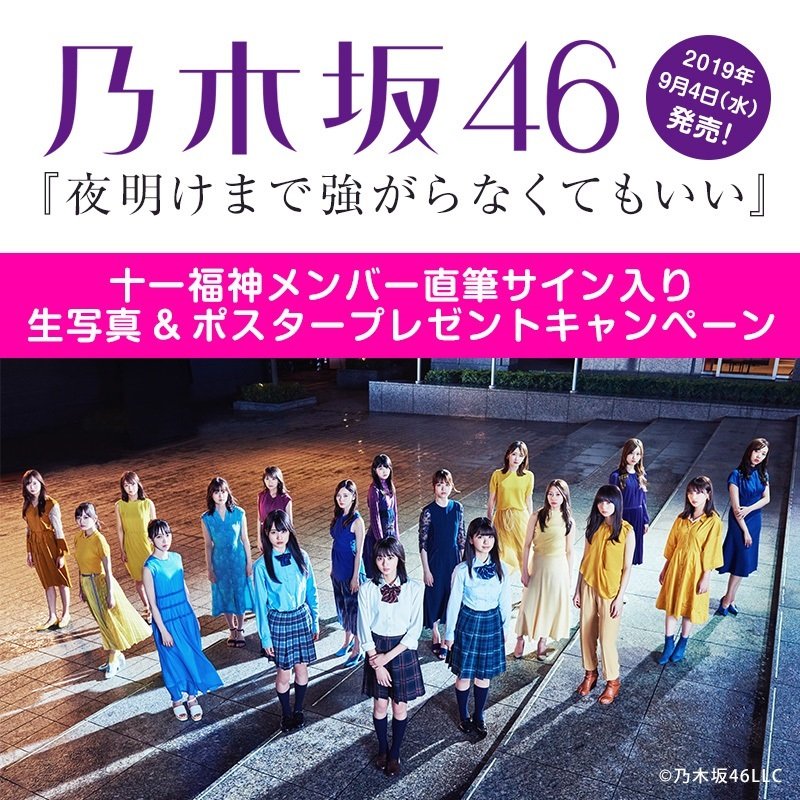 乃木坂46
2019年
9月4日(水)
発売!
『夜明けまで強がらなくてもいい』
十一福神メンバー直筆サイン入り
生写真 & ポスタープレゼントキャンペーン
©乃木坂46LLC